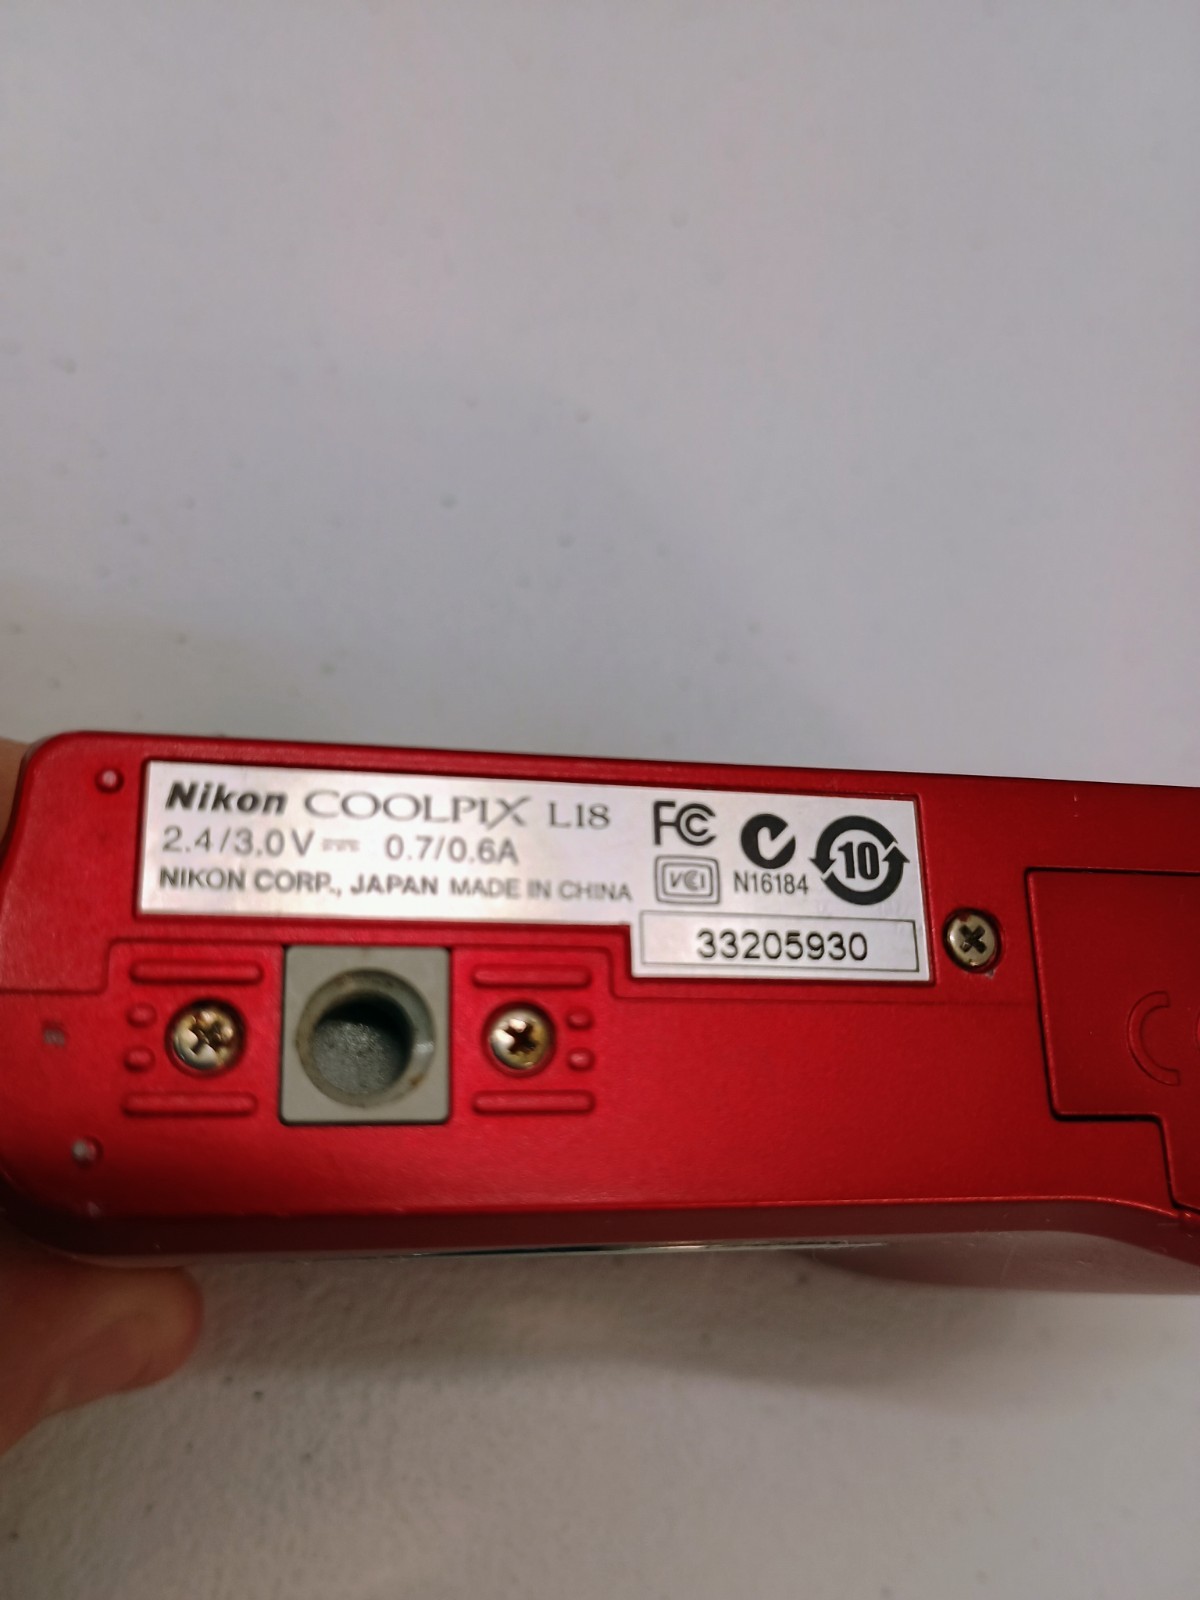 Nikon COOLPIX L18
2.4/3.0V⎓ 0.7/0.6A
NIKON CORP., JAPAN MADE IN CHINA
FC
VCI
N16184
10
33205930